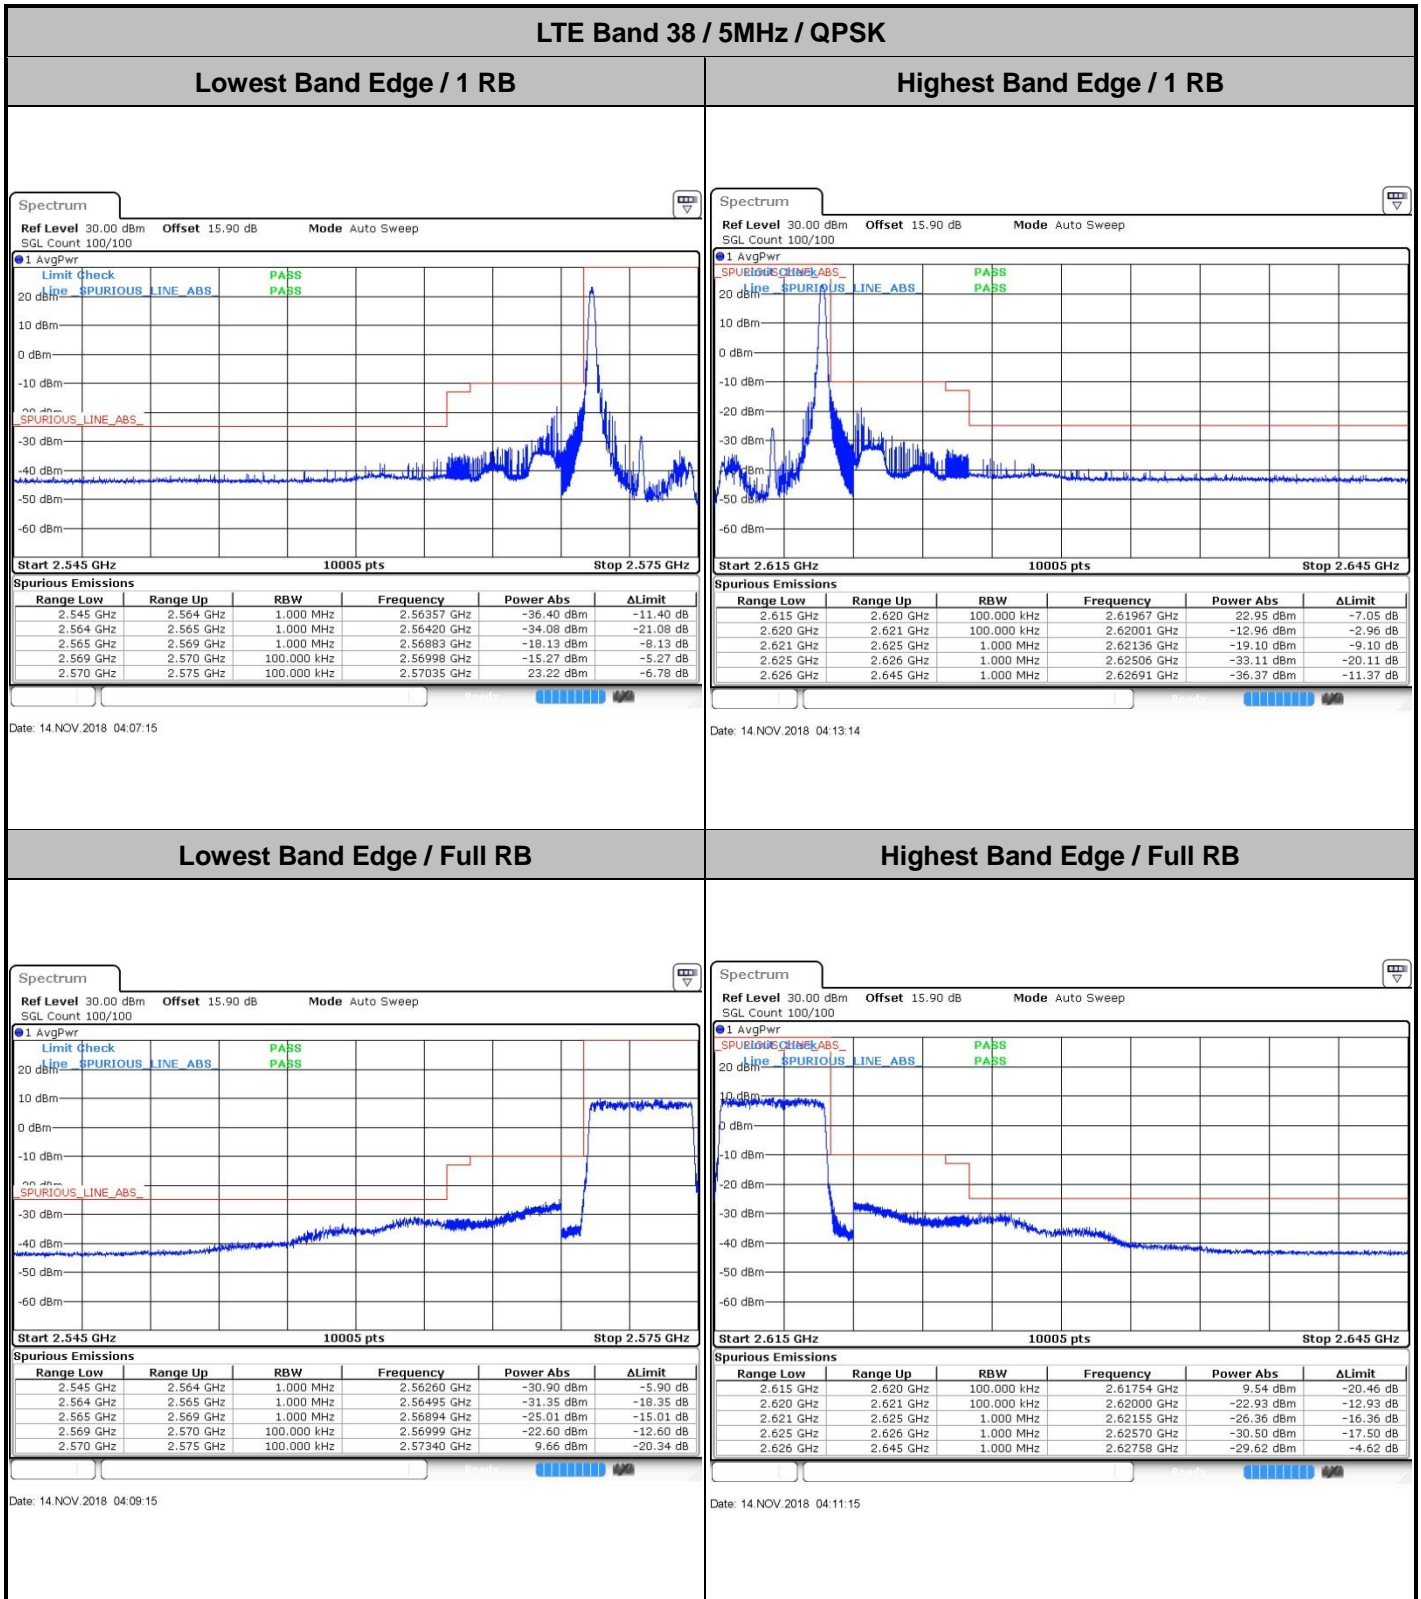 LTE Band 38 / 5MHz / QPSK
Lowest Band Edge / 1 RB
Highest Band Edge / 1 RB
Spectrum
Ref Level 30.00 dBm Offset 15.90 dB Mode Auto Sweep
SGL Count 100/100
1 AvgPwr
Limit Check PASS
Line _SPURIOUS_LINE_ABS_ PASS
20 dBm
10 dBm
0 dBm
-10 dBm
-20 dBm
_SPURIOUS_LINE_ABS_
-30 dBm
-40 dBm
-50 dBm
-60 dBm
Start 2.545 GHz 10005 pts Stop 2.575 GHz
Spurious Emissions
Range Low Range Up RBW Frequency Power Abs ΔLimit
2.545 GHz 2.564 GHz 1.000 MHz 2.56357 GHz -36.40 dBm -11.40 dB
2.564 GHz 2.565 GHz 1.000 MHz 2.56420 GHz -34.08 dBm -21.08 dB
2.565 GHz 2.569 GHz 1.000 MHz 2.56883 GHz -18.13 dBm -8.13 dB
2.569 GHz 2.570 GHz 100.000 kHz 2.56998 GHz -15.27 dBm -5.27 dB
2.570 GHz 2.575 GHz 100.000 kHz 2.57035 GHz 23.22 dBm -6.78 dB
Date: 14.NOV.2018 04:07:15
Spectrum
Ref Level 30.00 dBm Offset 15.90 dB Mode Auto Sweep
SGL Count 100/100
1 AvgPwr
_SPURIOUS_LINE_ABS_
Limit Check PASS
Line _SPURIOUS_LINE_ABS_ PASS
20 dBm
10 dBm
0 dBm
-10 dBm
-20 dBm
-30 dBm
-40 dBm
-50 dBm
-60 dBm
Start 2.615 GHz 10005 pts Stop 2.645 GHz
Spurious Emissions
Range Low Range Up RBW Frequency Power Abs ΔLimit
2.615 GHz 2.620 GHz 100.000 kHz 2.61967 GHz 22.95 dBm -7.05 dB
2.620 GHz 2.621 GHz 100.000 kHz 2.62001 GHz -12.96 dBm -2.96 dB
2.621 GHz 2.625 GHz 1.000 MHz 2.62136 GHz -19.10 dBm -9.10 dB
2.625 GHz 2.626 GHz 1.000 MHz 2.62506 GHz -33.11 dBm -20.11 dB
2.626 GHz 2.645 GHz 1.000 MHz 2.62691 GHz -36.37 dBm -11.37 dB
Date: 14.NOV.2018 04:13:14
Lowest Band Edge / Full RB
Highest Band Edge / Full RB
Spectrum
Ref Level 30.00 dBm Offset 15.90 dB Mode Auto Sweep
SGL Count 100/100
1 AvgPwr
Limit Check PASS
Line _SPURIOUS_LINE_ABS_ PASS
20 dBm
10 dBm
0 dBm
-10 dBm
-20 dBm
_SPURIOUS_LINE_ABS_
-30 dBm
-40 dBm
-50 dBm
-60 dBm
Start 2.545 GHz 10005 pts Stop 2.575 GHz
Spurious Emissions
Range Low Range Up RBW Frequency Power Abs ΔLimit
2.545 GHz 2.564 GHz 1.000 MHz 2.56260 GHz -30.90 dBm -5.90 dB
2.564 GHz 2.565 GHz 1.000 MHz 2.56495 GHz -31.35 dBm -18.35 dB
2.565 GHz 2.569 GHz 1.000 MHz 2.56894 GHz -25.01 dBm -15.01 dB
2.569 GHz 2.570 GHz 100.000 kHz 2.56999 GHz -22.60 dBm -12.60 dB
2.570 GHz 2.575 GHz 100.000 kHz 2.57340 GHz 9.66 dBm -20.34 dB
Date: 14.NOV.2018 04:09:15
Spectrum
Ref Level 30.00 dBm Offset 15.90 dB Mode Auto Sweep
SGL Count 100/100
1 AvgPwr
_SPURIOUS_LINE_ABS_
Limit Check PASS
Line _SPURIOUS_LINE_ABS_ PASS
20 dBm
10 dBm
0 dBm
-10 dBm
-20 dBm
-30 dBm
-40 dBm
-50 dBm
-60 dBm
Start 2.615 GHz 10005 pts Stop 2.645 GHz
Spurious Emissions
Range Low Range Up RBW Frequency Power Abs ΔLimit
2.615 GHz 2.620 GHz 100.000 kHz 2.61754 GHz 9.54 dBm -20.46 dB
2.620 GHz 2.621 GHz 100.000 kHz 2.62000 GHz -22.93 dBm -12.93 dB
2.621 GHz 2.625 GHz 1.000 MHz 2.62155 GHz -26.36 dBm -16.36 dB
2.625 GHz 2.626 GHz 1.000 MHz 2.62570 GHz -30.50 dBm -17.50 dB
2.626 GHz 2.645 GHz 1.000 MHz 2.62758 GHz -29.62 dBm -4.62 dB
Date: 14.NOV.2018 04:11:15